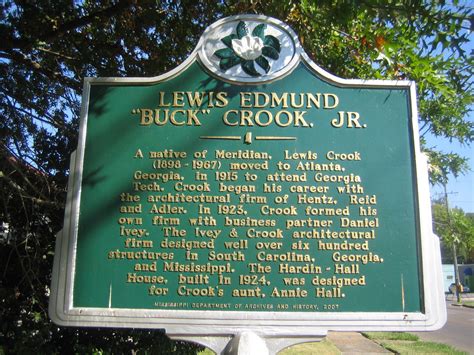 LEWIS EDMUND
"BUCK" CROOK, JR.
A native of Meridian, Lewis Crook
(1898-1967) moved to Atlanta,
Georgia, in 1915 to attend Georgia
Tech. Crook began his career with
the architectural firm of Hentz, Reid
and Adler. In 1923, Crook formed his
own firm with business partner Daniel
Ivey. The Ivey & Crook architectural
firm designed well over six hundred
structures in South Carolina, Georgia,
and Mississippi. The Hardin-Hall
House, built in 1924, was designed
for Crook's aunt, Annie Hall.
MISSISSIPPI DEPARTMENT OF ARCHIVES AND HISTORY, 2007